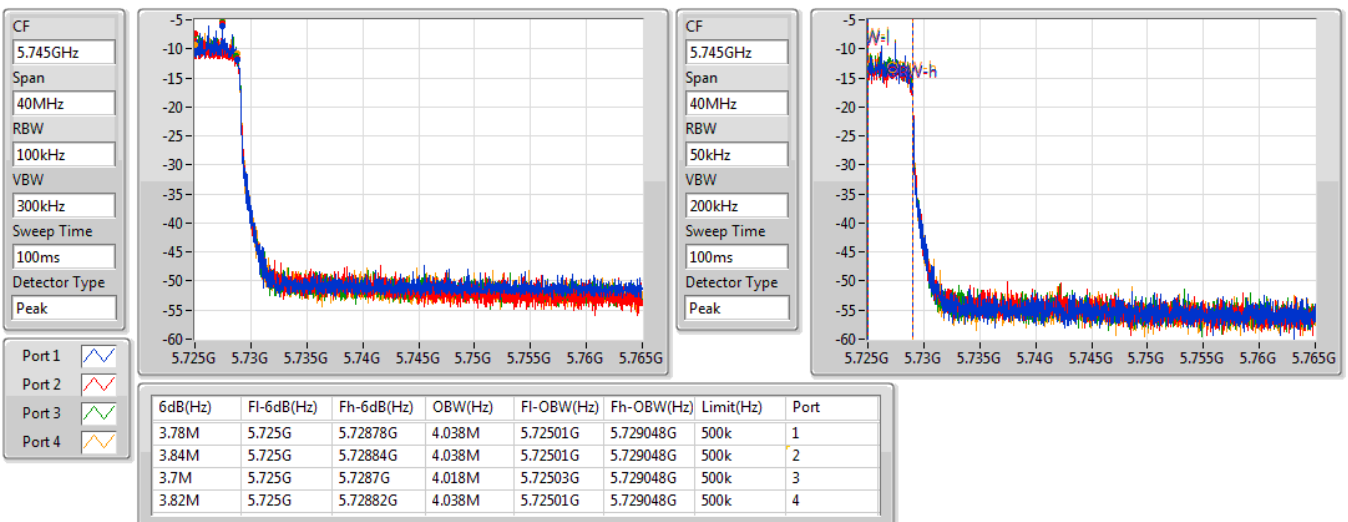 CF
5.745GHz
Span
40MHz
RBW
100kHz
VBW
300kHz
Sweep Time
100ms
Detector Type
Peak
-5
-10
-15
-20
-25
-30
-35
-40
-45
-50
-55
-60
5.725G 5.73G 5.735G 5.74G 5.745G 5.75G 5.755G 5.76G 5.765G
CF
5.745GHz
Span
40MHz
RBW
50kHz
VBW
200kHz
Sweep Time
100ms
Detector Type
Peak
-5
-10
-15
-20
-25
-30
-35
-40
-45
-50
-55
-60
5.725G 5.73G 5.735G 5.74G 5.745G 5.75G 5.755G 5.76G 5.765G
Port 1
Port 2
Port 3
Port 4
6dB(Hz) Fl-6dB(Hz) Fh-6dB(Hz) OBW(Hz) Fl-OBW(Hz) Fh-OBW(Hz) Limit(Hz) Port
3.78M 5.725G 5.72878G 4.038M 5.72501G 5.729048G 500k 1
3.84M 5.725G 5.72884G 4.038M 5.72501G 5.729048G 500k 2
3.7M 5.725G 5.7287G 4.018M 5.72503G 5.729048G 500k 3
3.82M 5.725G 5.72882G 4.038M 5.72501G 5.729048G 500k 4